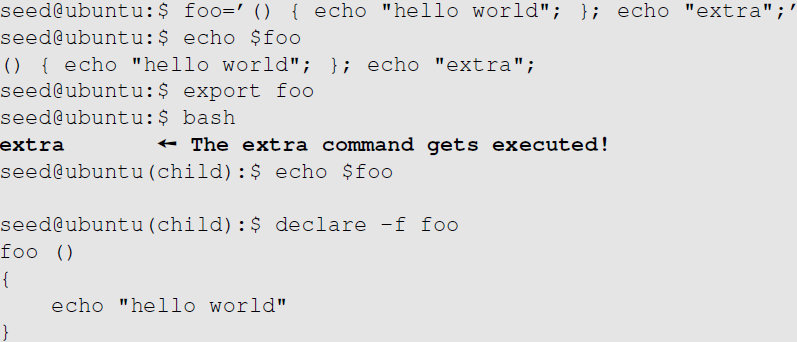 seed@ubuntu:$ foo=’() { echo "hello world"; }; echo "extra";’
seed@ubuntu:$ echo $foo
() { echo "hello world"; }; echo "extra";
seed@ubuntu:$ export foo
seed@ubuntu:$ bash
extra ← The extra command gets executed!
seed@ubuntu(child):$ echo $foo
seed@ubuntu(child):$ declare -f foo
foo ()
{
    echo "hello world"
}